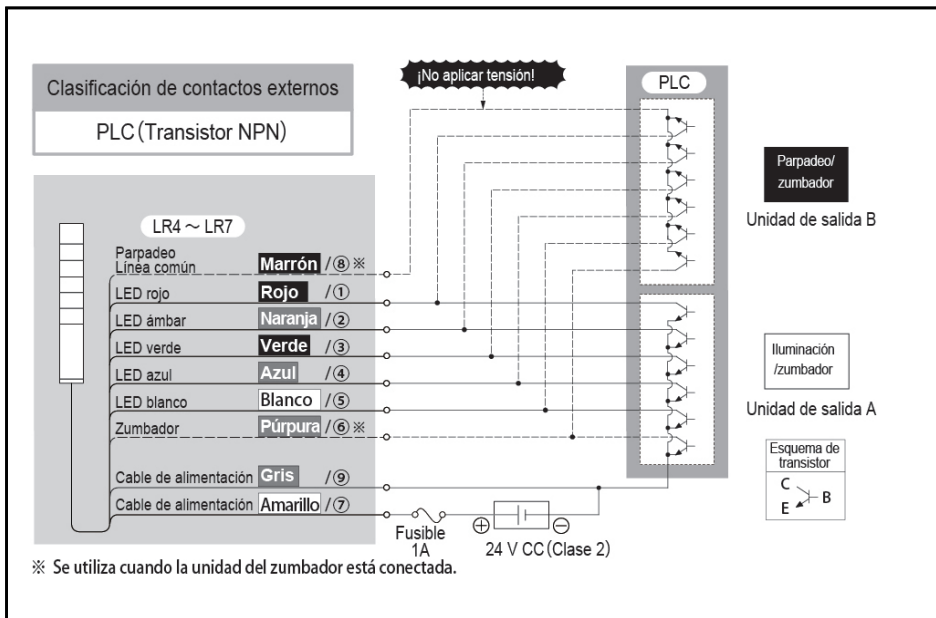 Clasificación de contactos externos
PLC (Transistor NPN)
¡No aplicar tensión!
PLC
Parpadeo/
zumbador
Unidad de salida B
LR4 ～ LR7
Parpadeo
Línea común
Marrón /⑧ ※
LED rojo Rojo /①
LED ámbar Naranja /②
LED verde Verde /③
LED azul Azul /④
LED blanco Blanco /⑤
Zumbador Púrpura /⑥ ※
Cable de alimentación Gris /⑨
Cable de alimentación Amarillo /⑦
Iluminación
/zumbador
Unidad de salida A
Esquema de
transistor
C
B
E
Fusible
1A
⊕ ⊖
24 V CC (Clase 2)
※ Se utiliza cuando la unidad del zumbador está conectada.